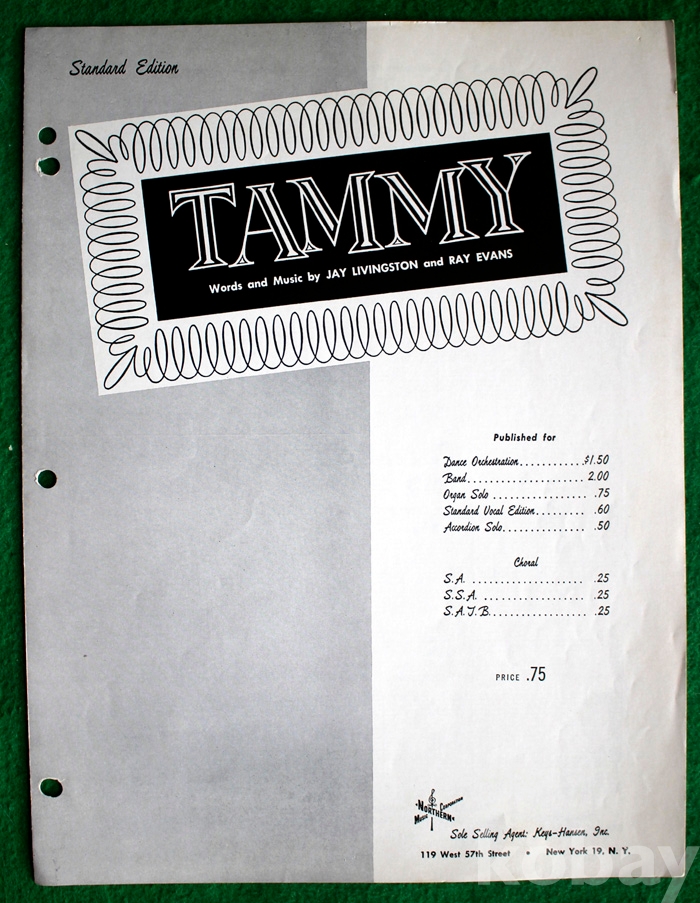 Standard Edition
TAMMY
Words and Music by JAY LIVINGSTON and RAY EVANS
Published for
Dance Orchestration............$1.50
Band...................... 2.00
Organ Solo .................. .75
Standard Vocal Edition......... .60
Accordion Solo................ .50
Choral
S.A. ..................... .25
S.S.A. ................... .25
S.A.T.B................... .25
PRICE .75
NORTHERN
MUSIC CORPORATION
Sole Selling Agent: Keys-Hansen, Inc.
119 West 57th Street • New York 19, N. Y.
kobay